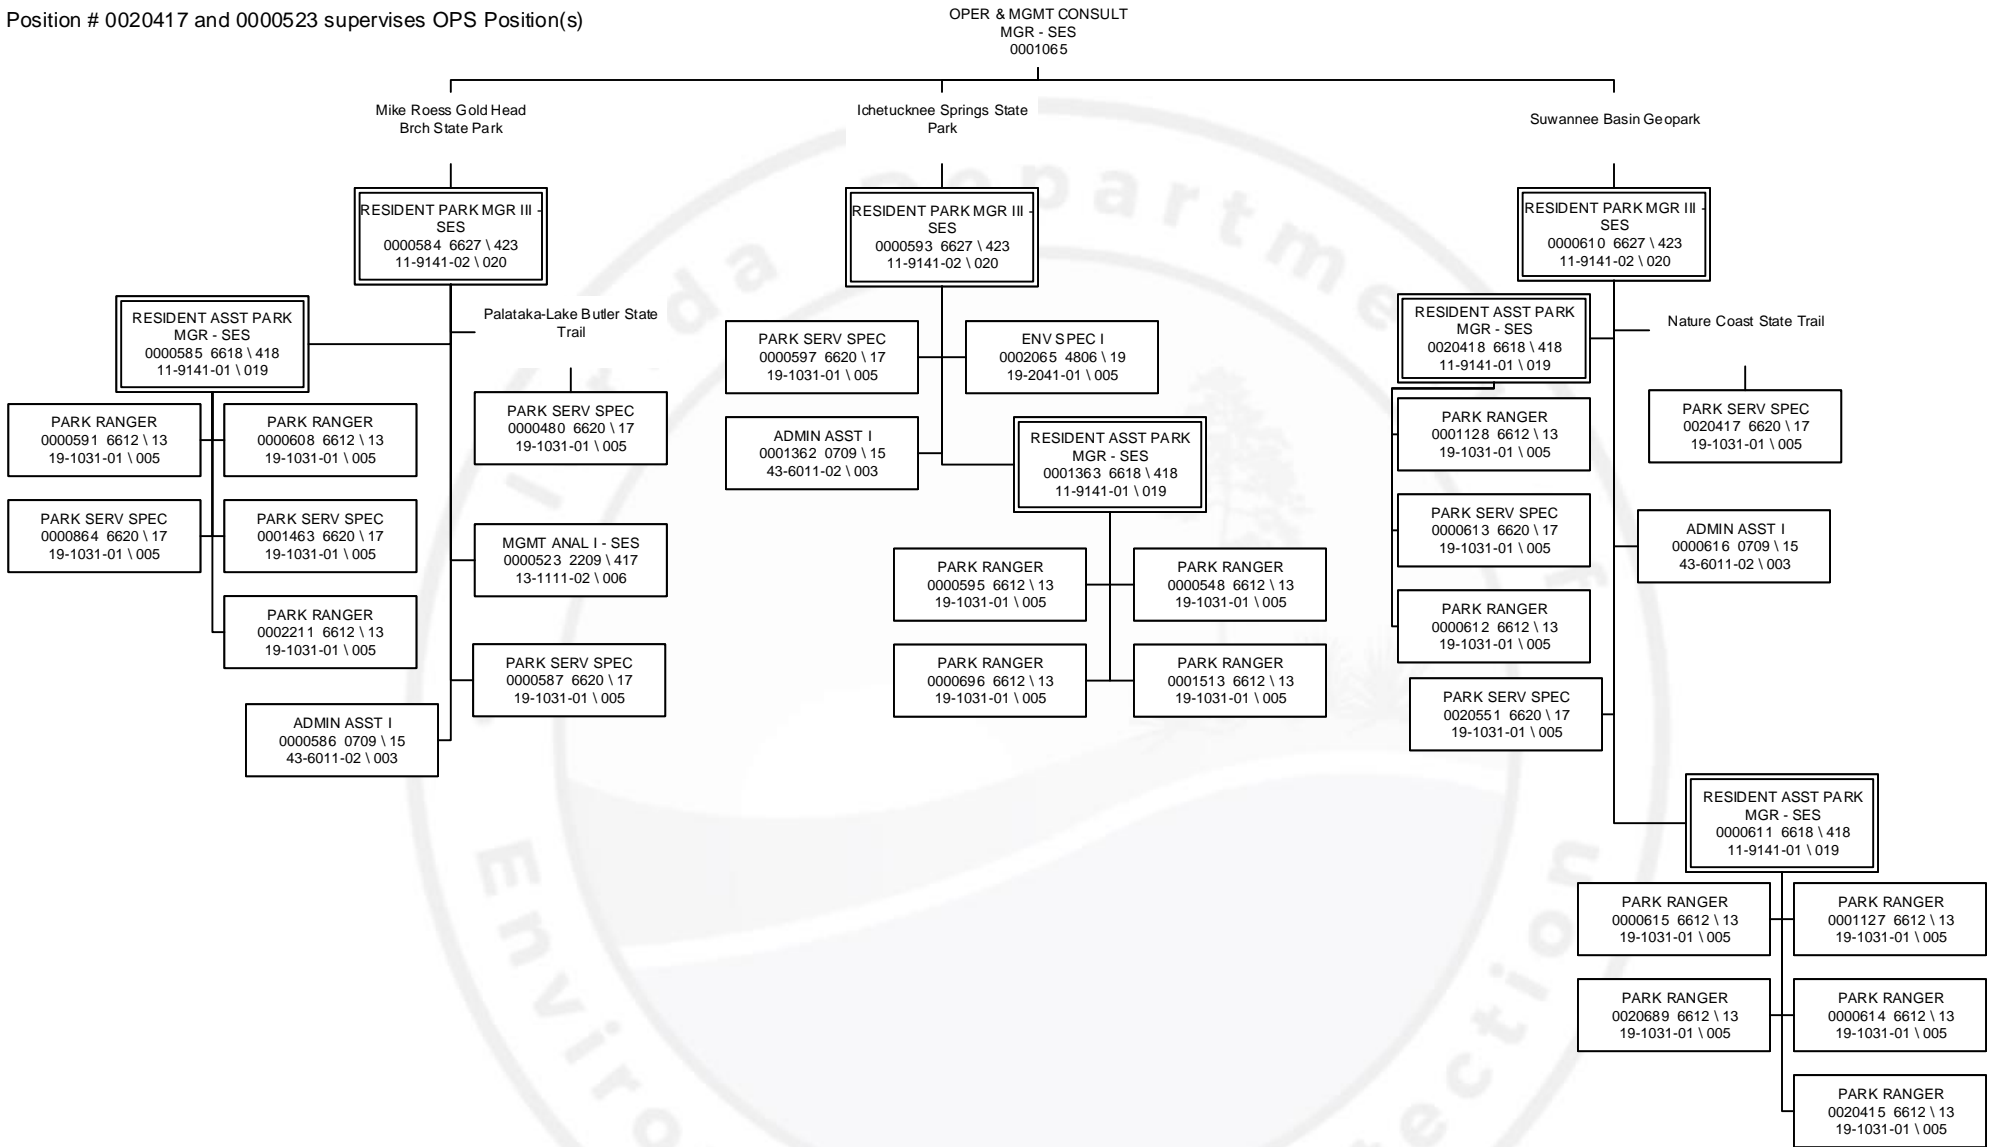 Position # 0020417 and 0000523 supervises OPS Position(s)
OPER & MGMT CONSULT
MGR - SES
0001065
Mike Roess Gold Head
Brch State Park
RESIDENT PARK MGR III -
SES
0000584 6627 \ 423
11-9141-02 \ 020
RESIDENT ASST PARK
MGR - SES
0000585 6618 \ 418
11-9141-01 \ 019
PARK RANGER
0000591 6612 \ 13
19-1031-01 \ 005
PARK RANGER
0000608 6612 \ 13
19-1031-01 \ 005
PARK SERV SPEC
0000864 6620 \ 17
19-1031-01 \ 005
PARK SERV SPEC
0001463 6620 \ 17
19-1031-01 \ 005
PARK RANGER
0002211 6612 \ 13
19-1031-01 \ 005
Palataka-Lake Butler State
Trail
PARK SERV SPEC
0000480 6620 \ 17
19-1031-01 \ 005
MGMT ANAL I - SES
0000523 2209 \ 417
13-1111-02 \ 006
PARK SERV SPEC
0000587 6620 \ 17
19-1031-01 \ 005
ADMIN ASST I
0000586 0709 \ 15
43-6011-02 \ 003
Ichetucknee Springs State
Park
RESIDENT PARK MGR III -
SES
0000593 6627 \ 423
11-9141-02 \ 020
PARK SERV SPEC
0000597 6620 \ 17
19-1031-01 \ 005
ENV SPEC I
0002065 4806 \ 19
19-2041-01 \ 005
ADMIN ASST I
0001362 0709 \ 15
43-6011-02 \ 003
RESIDENT ASST PARK
MGR - SES
0001363 6618 \ 418
11-9141-01 \ 019
PARK RANGER
0000595 6612 \ 13
19-1031-01 \ 005
PARK RANGER
0000548 6612 \ 13
19-1031-01 \ 005
PARK RANGER
0000696 6612 \ 13
19-1031-01 \ 005
PARK RANGER
0001513 6612 \ 13
19-1031-01 \ 005
Suwannee Basin Geopark
RESIDENT PARK MGR III -
SES
0000610 6627 \ 423
11-9141-02 \ 020
RESIDENT ASST PARK
MGR - SES
0020418 6618 \ 418
11-9141-01 \ 019
PARK RANGER
0001128 6612 \ 13
19-1031-01 \ 005
PARK SERV SPEC
0000613 6620 \ 17
19-1031-01 \ 005
PARK RANGER
0000612 6612 \ 13
19-1031-01 \ 005
Nature Coast State Trail
PARK SERV SPEC
0020417 6620 \ 17
19-1031-01 \ 005
ADMIN ASST I
0000616 0709 \ 15
43-6011-02 \ 003
PARK SERV SPEC
0020551 6620 \ 17
19-1031-01 \ 005
RESIDENT ASST PARK
MGR - SES
0000611 6618 \ 418
11-9141-01 \ 019
PARK RANGER
0000615 6612 \ 13
19-1031-01 \ 005
PARK RANGER
0001127 6612 \ 13
19-1031-01 \ 005
PARK RANGER
0020689 6612 \ 13
19-1031-01 \ 005
PARK RANGER
0000614 6612 \ 13
19-1031-01 \ 005
PARK RANGER
0020415 6612 \ 13
19-1031-01 \ 005